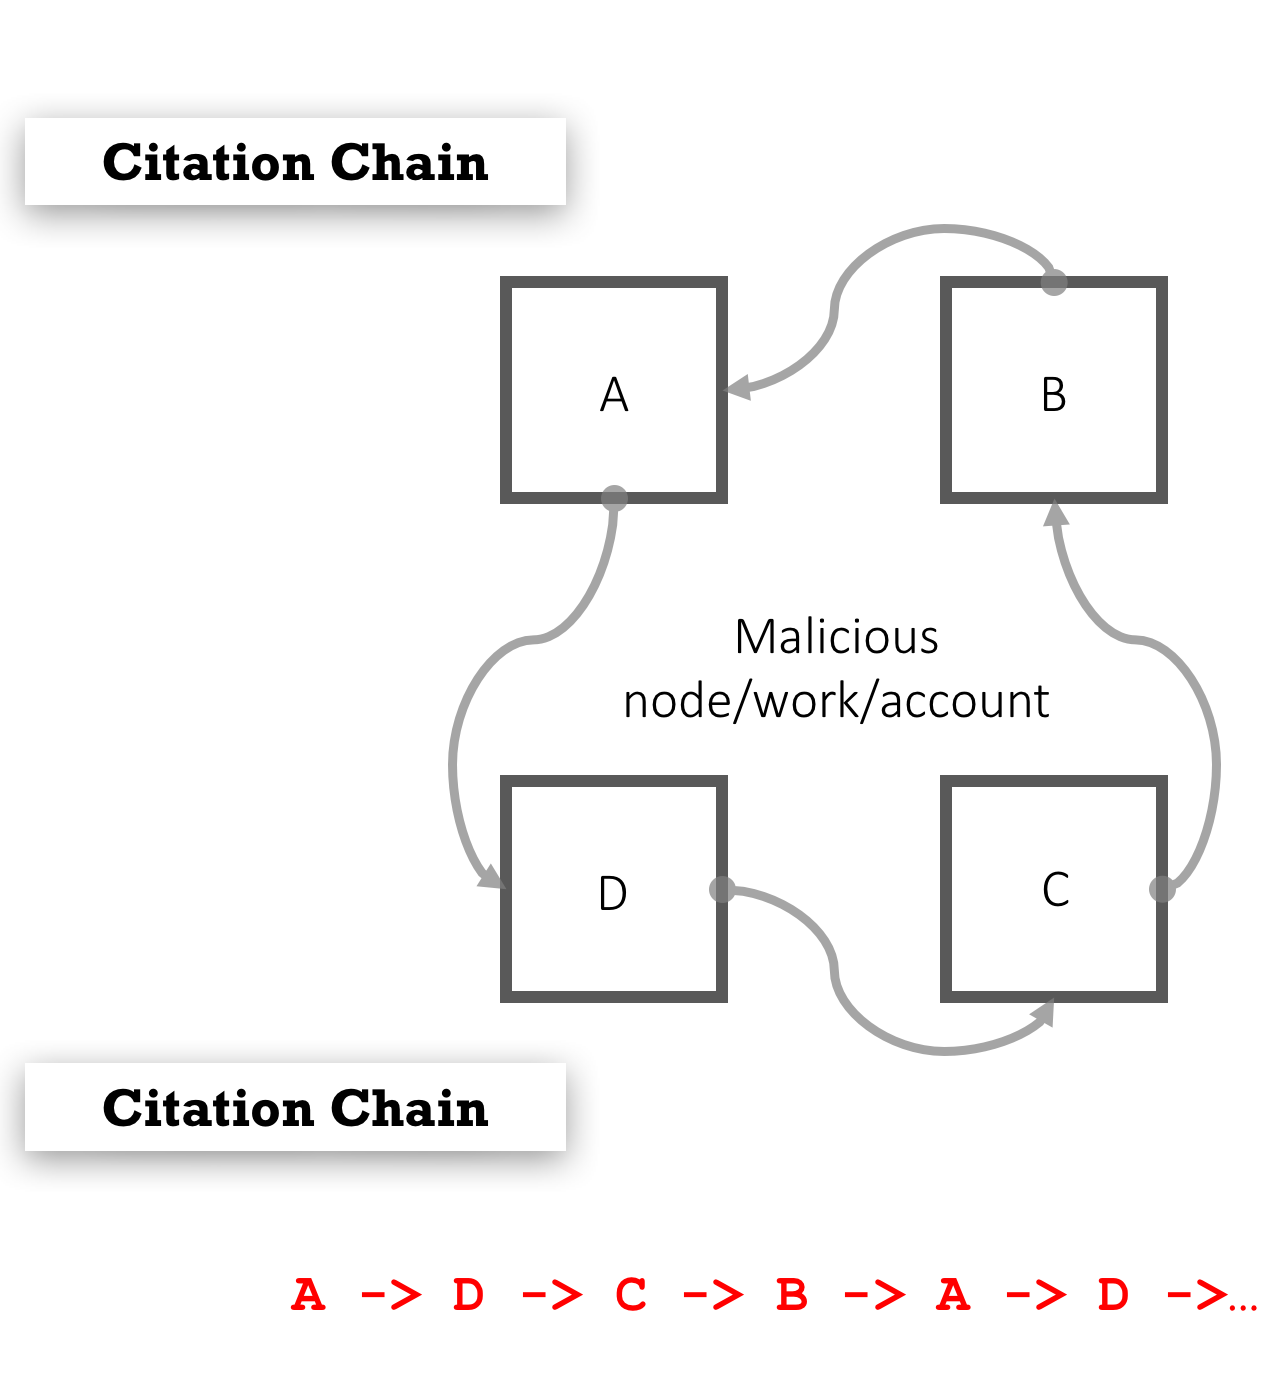 Citation Chain
A
B
Malicious
node/work/account
D
C
Citation Chain
A -> D -> C -> B -> A -> D ->...